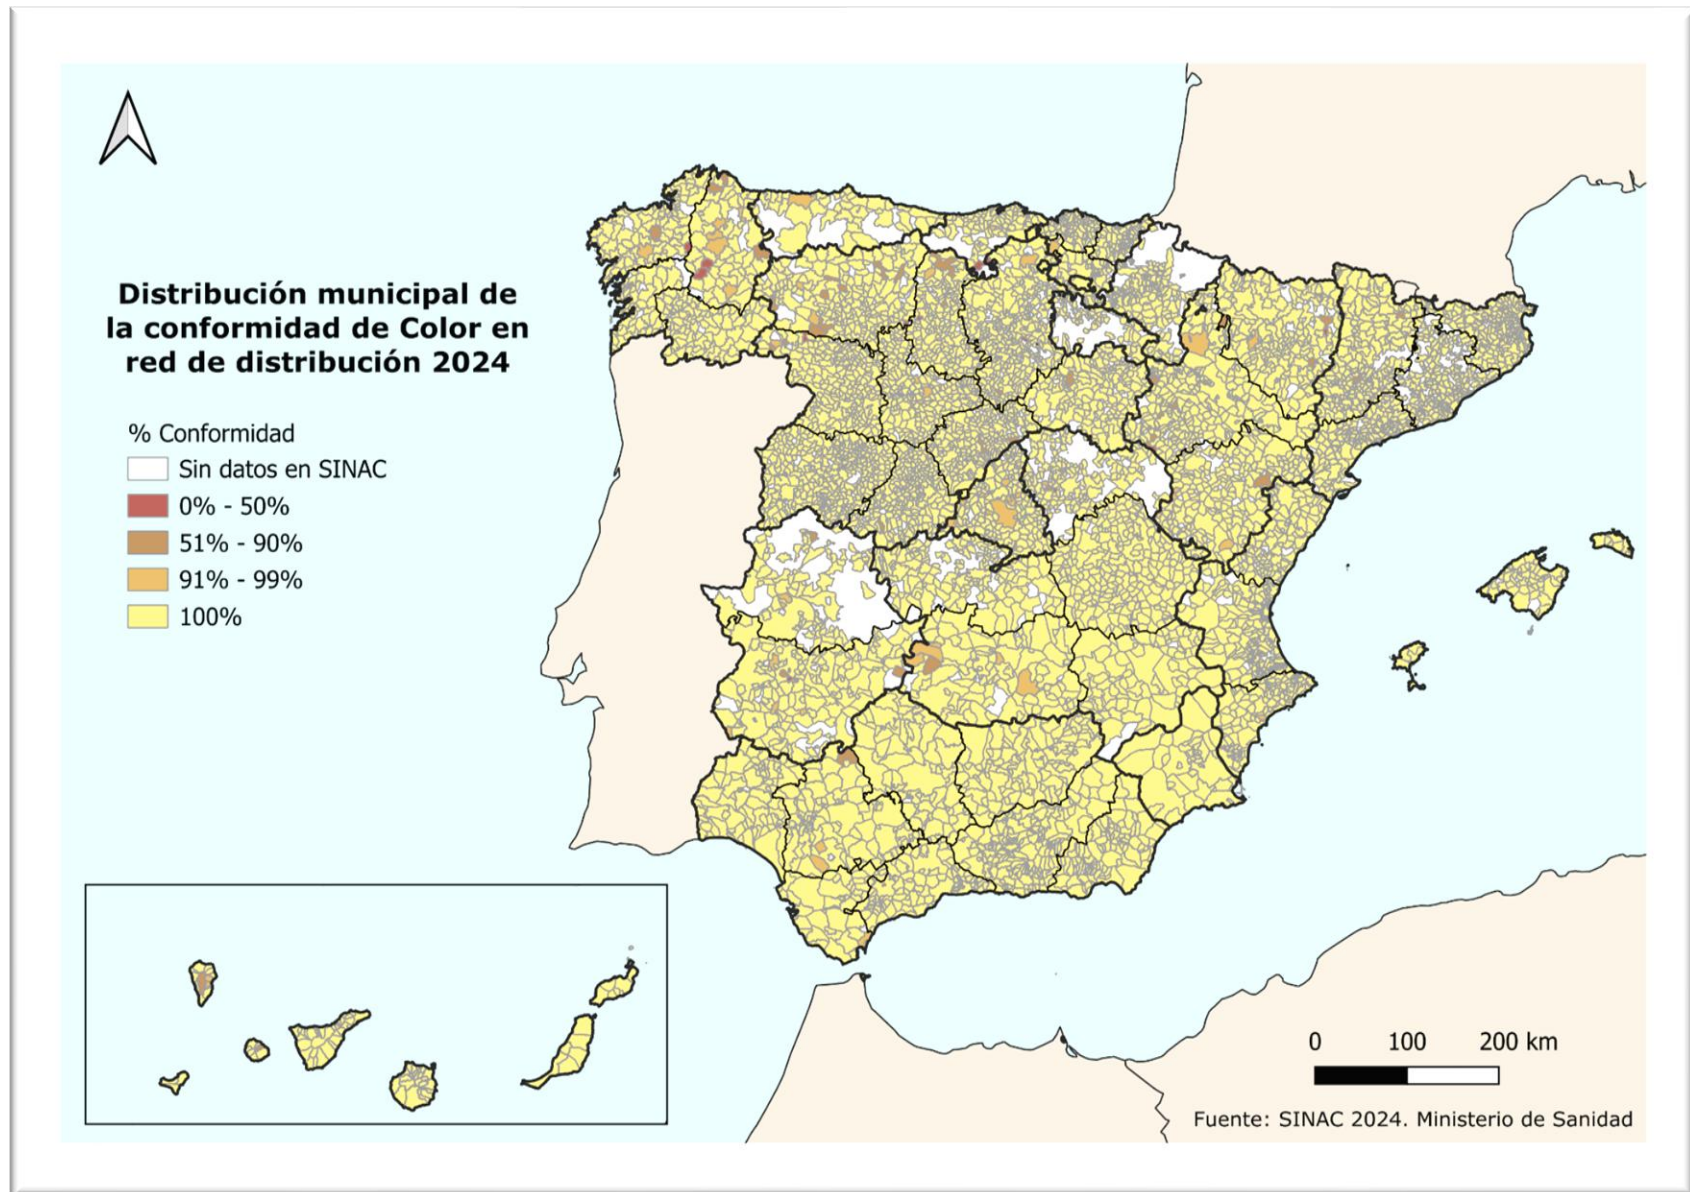 Distribución municipal de
la conformidad de Color en
red de distribución 2024
% Conformidad
Sin datos en SINAC
0% - 50%
51% - 90%
91% - 99%
100%
0 100 200 km
Fuente: SINAC 2024. Ministerio de Sanidad